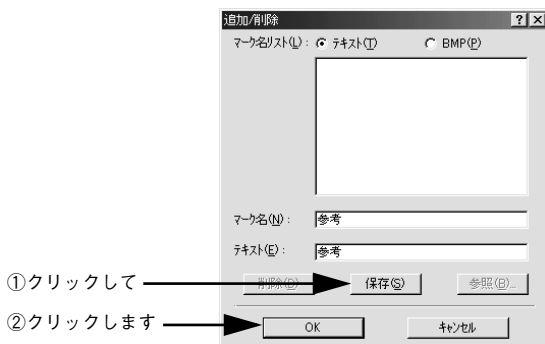 追加/削除
マーク名リスト(L): テキスト(T) BMP(P)
マーク名(N): 参考
テキスト(E): 参考
①クリックして 削除(D) 保存(S) 参照(B)...
②クリックします OK キャンセル